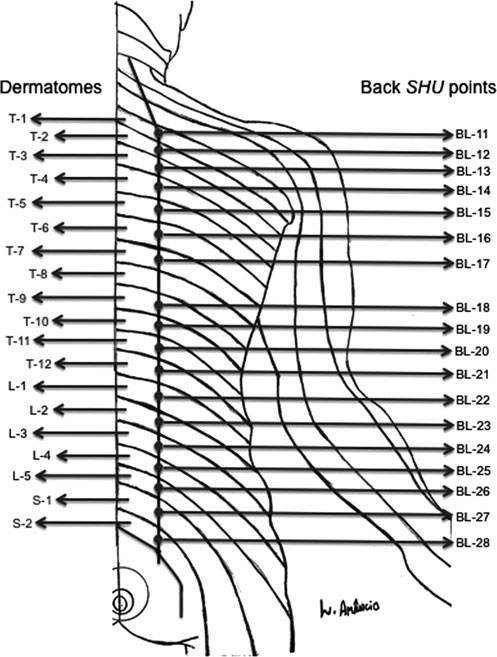 Dermatomes
Back SHU points
T-1
T-2
T-3
T-4
T-5
T-6
T-7
T-8
T-9
T-10
T-11
T-12
L-1
L-2
L-3
L-4
L-5
S-1
S-2
BL-11
BL-12
BL-13
BL-14
BL-15
BL-16
BL-17
BL-18
BL-19
BL-20
BL-21
BL-22
BL-23
BL-24
BL-25
BL-26
BL-27
BL-28